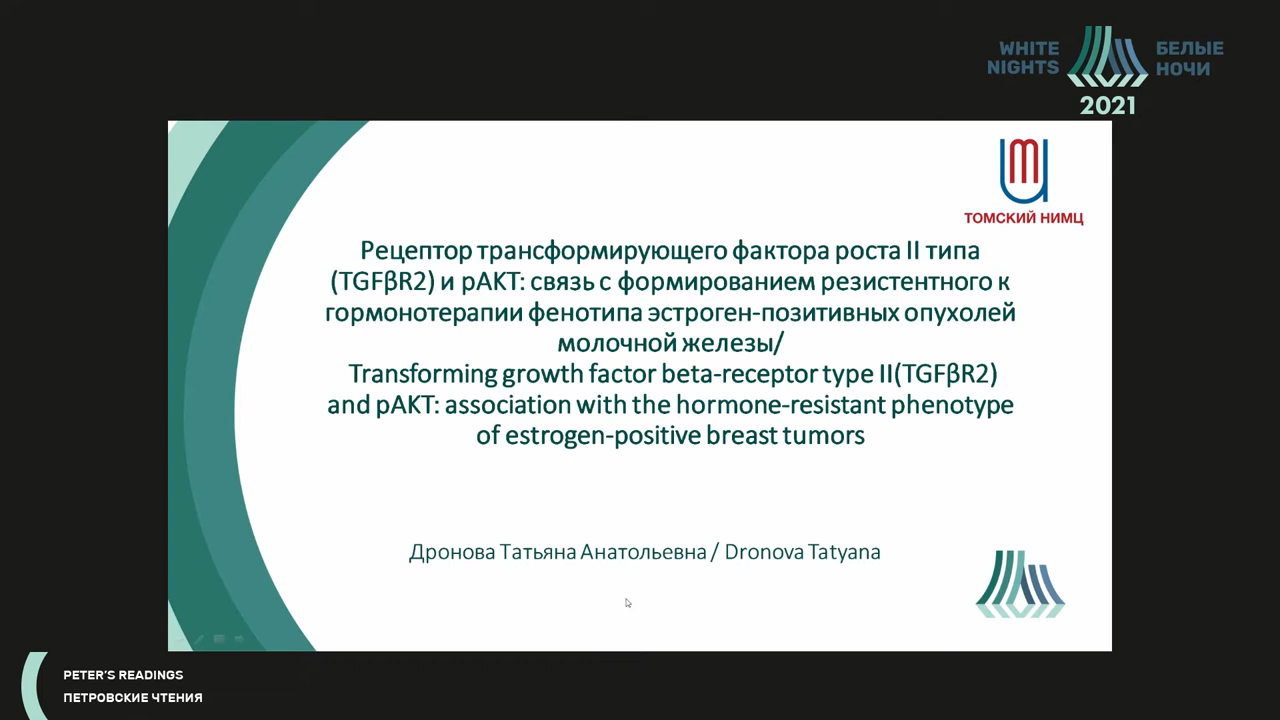 WHITE NIGHTS
БЕЛЫЕ НОЧИ
2021
ТОМСКИЙ НИМЦ
Рецептор трансформирующего фактора роста II типа
(TGFβR2) и pAKT: связь с формированием резистентного к
гормонотерапии фенотипа эстроген-позитивных опухолей
молочной железы/
Transforming growth factor beta-receptor type II(TGFβR2)
and pAKT: association with the hormone-resistant phenotype
of estrogen-positive breast tumors
Дронова Татьяна Анатольевна / Dronova Tatyana
PETER'S READINGS
ПЕТРОВСКИЕ ЧТЕНИЯ